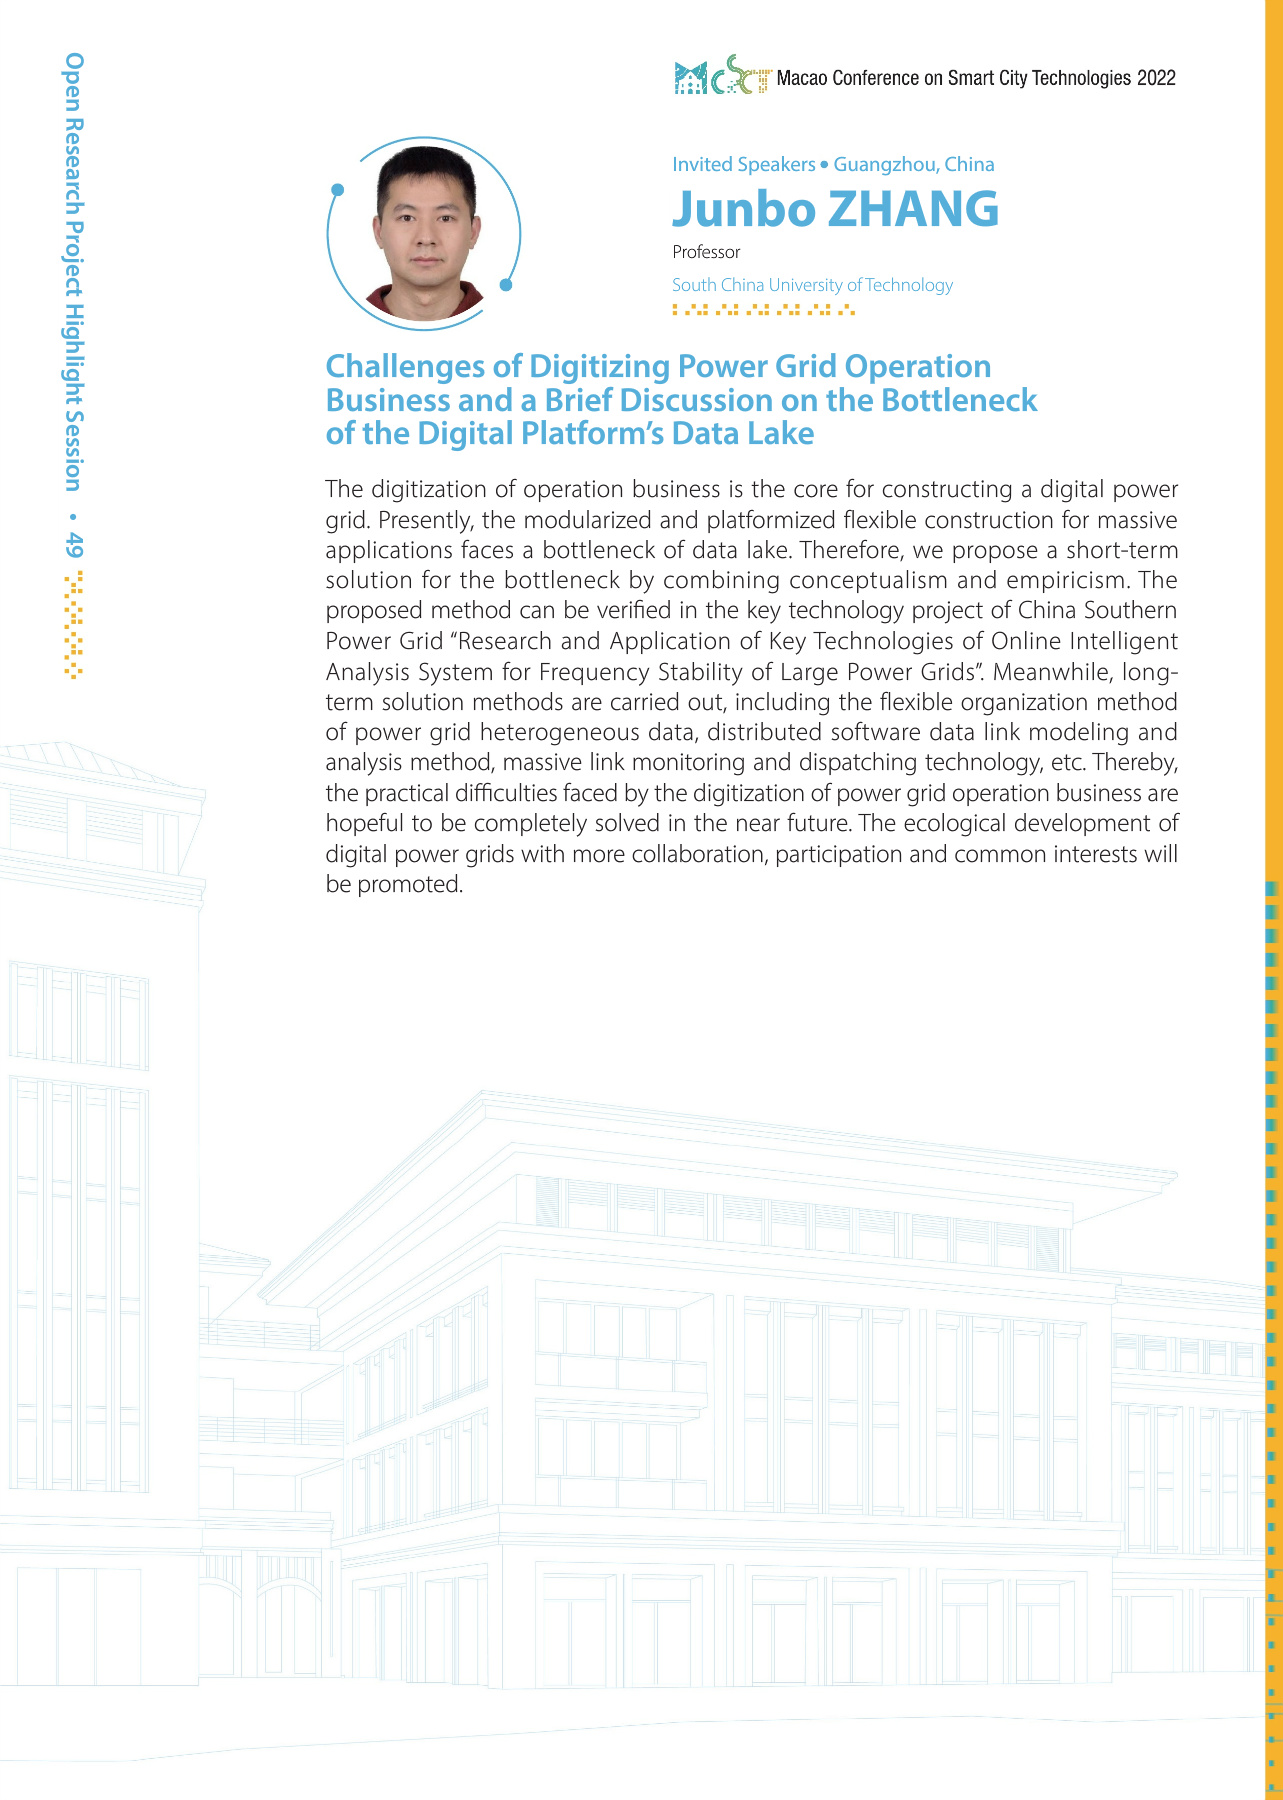 Open Research Project Highlight Session • 49
MCSCT Macao Conference on Smart City Technologies 2022
Invited Speakers • Guangzhou, China
Junbo ZHANG
Professor
South China University of Technology
Challenges of Digitizing Power Grid Operation
Business and a Brief Discussion on the Bottleneck
of the Digital Platform’s Data Lake
The digitization of operation business is the core for constructing a digital power
grid. Presently, the modularized and platformized flexible construction for massive
applications faces a bottleneck of data lake. Therefore, we propose a short-term
solution for the bottleneck by combining conceptualism and empiricism. The
proposed method can be verified in the key technology project of China Southern
Power Grid “Research and Application of Key Technologies of Online Intelligent
Analysis System for Frequency Stability of Large Power Grids”. Meanwhile, long-
term solution methods are carried out, including the flexible organization method
of power grid heterogeneous data, distributed software data link modeling and
analysis method, massive link monitoring and dispatching technology, etc. Thereby,
the practical difficulties faced by the digitization of power grid operation business are
hopeful to be completely solved in the near future. The ecological development of
digital power grids with more collaboration, participation and common interests will
be promoted.